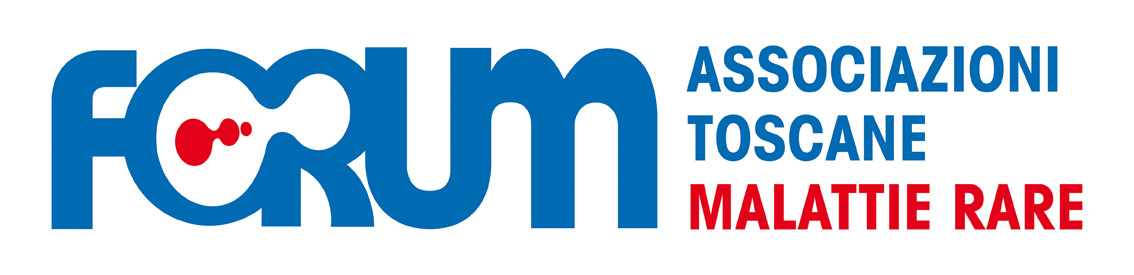 FORUM
ASSOCIAZIONI
TOSCANE
MALATTIE RARE